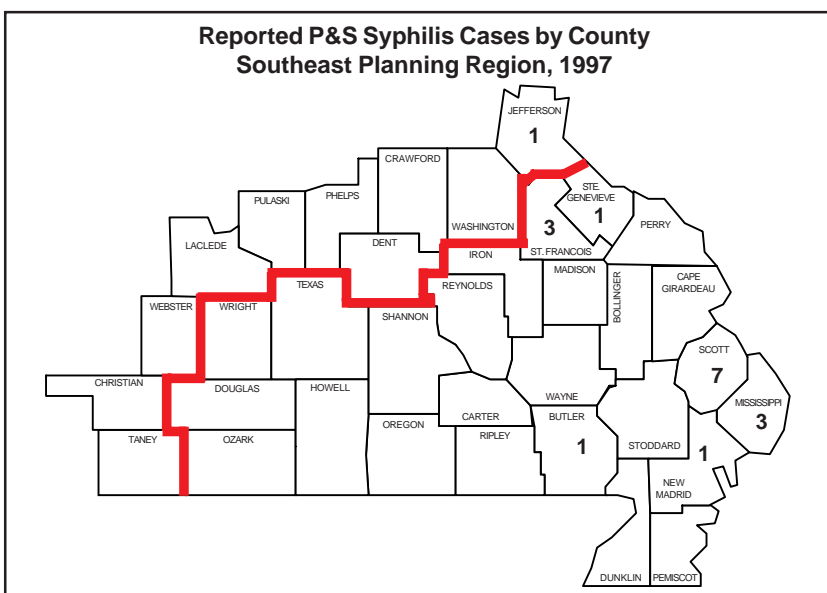 Reported P&S Syphilis Cases by County
Southeast Planning Region, 1997
JEFFERSON
1
CRAWFORD
STE.
GENEVIEVE
1
PHELPS
PULASKI
WASHINGTON
3
PERRY
DENT
LACLEDE
IRON
ST. FRANCOIS
MADISON
TEXAS
REYNOLDS
BOLLINGER
CAPE
GIRARDEAU
WEBSTER
WRIGHT
SHANNON
SCOTT
7
CHRISTIAN
DOUGLAS
HOWELL
WAYNE
MISSISSIPPI
3
CARTER
BUTLER
1
OREGON
RIPLEY
TANEY
OZARK
STODDARD
1
NEW
MADRID
DUNKLIN
PEMISCOT